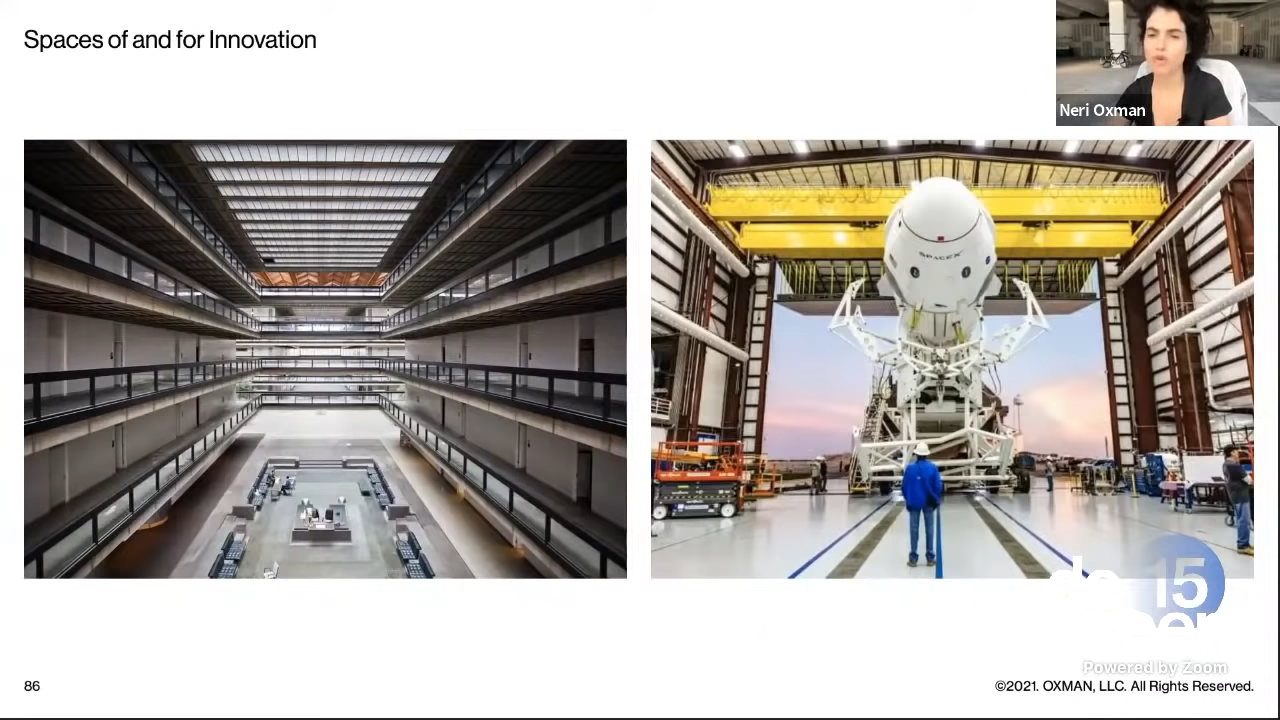 Spaces of and for Innovation
Neri Oxman
SPACEX
15
Powered by Zoom
86
©2021. OXMAN, LLC. All Rights Reserved.